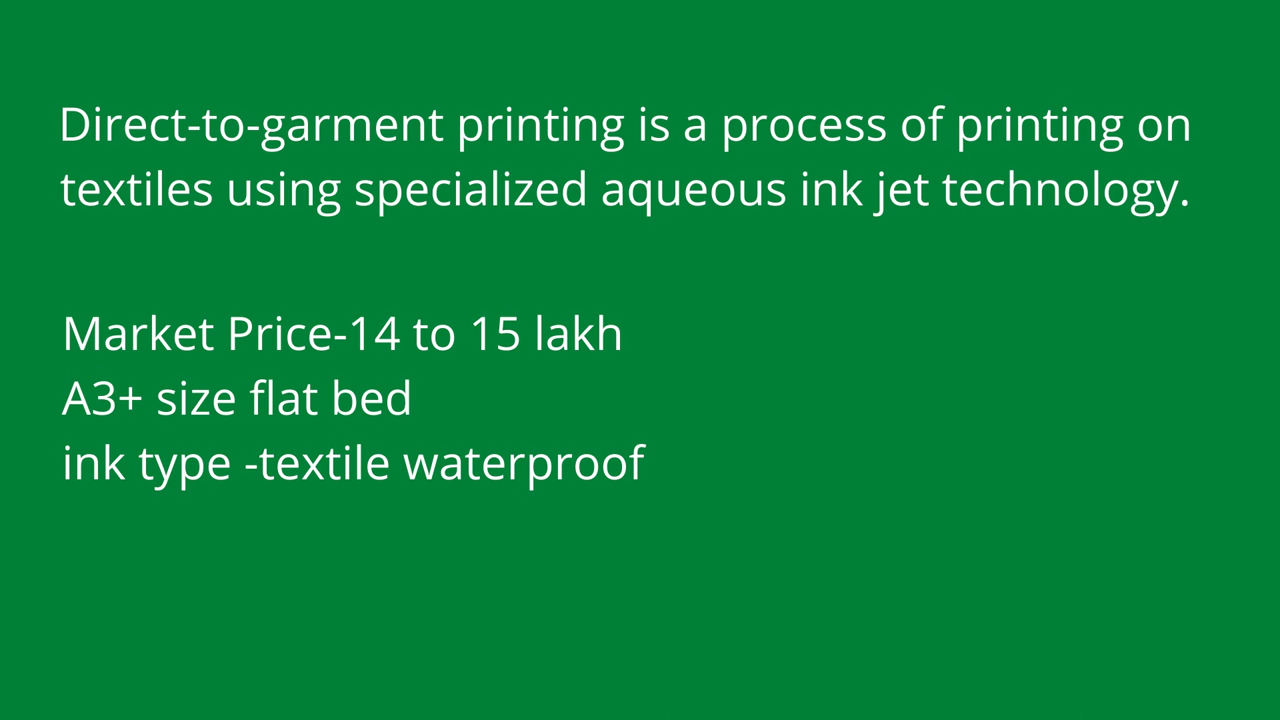 Direct-to-garment printing is a process of printing on
textiles using specialized aqueous ink jet technology.
Market Price-14 to 15 lakh
A3+ size flat bed
ink type -textile waterproof